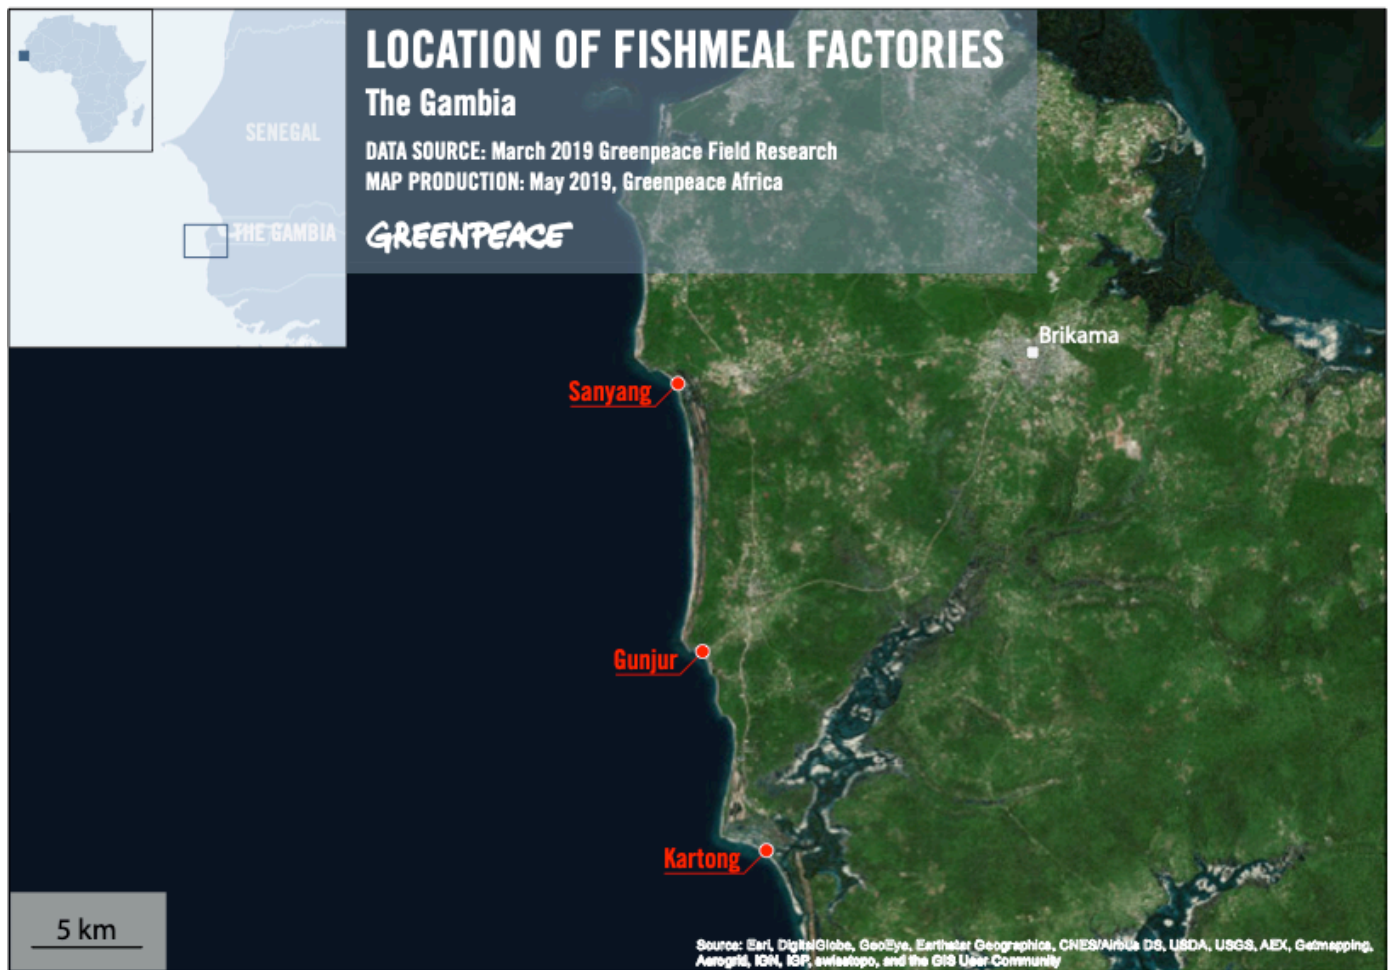 LOCATION OF FISHMEAL FACTORIES
The Gambia
DATA SOURCE: March 2019 Greenpeace Field Research
MAP PRODUCTION: May 2019, Greenpeace Africa
GREENPEACE
SENEGAL
THE GAMBIA
Brikama
Sanyang
Gunjur
Kartong
5 km
Source: Esri, DigitalGlobe, GeoEye, Earthstar Geographics, CNES/Airbus DS, USDA, USGS, AEX, Getmapping,
Aerogrid, IGN, IGP, swisstopo, and the GIS User Community